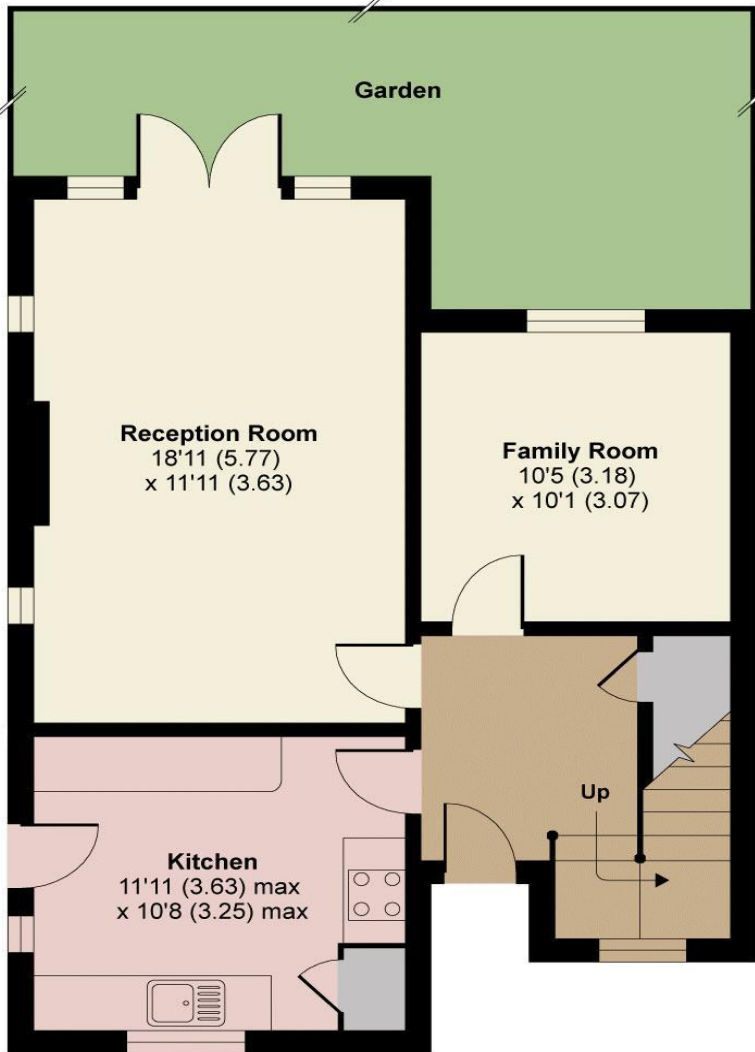 Garden
Reception Room
18'11 (5.77)
x 11'11 (3.63)
Family Room
10'5 (3.18)
x 10'1 (3.07)
Up
Kitchen
11'11 (3.63) max
x 10'8 (3.25) max